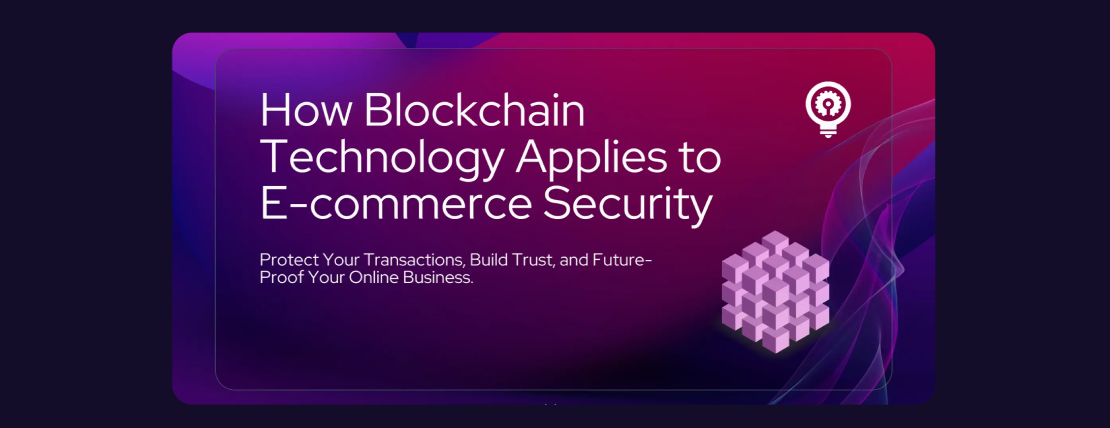 How Blockchain
Technology Applies to
E-commerce Security
Protect Your Transactions, Build Trust, and Future-
Proof Your Online Business.